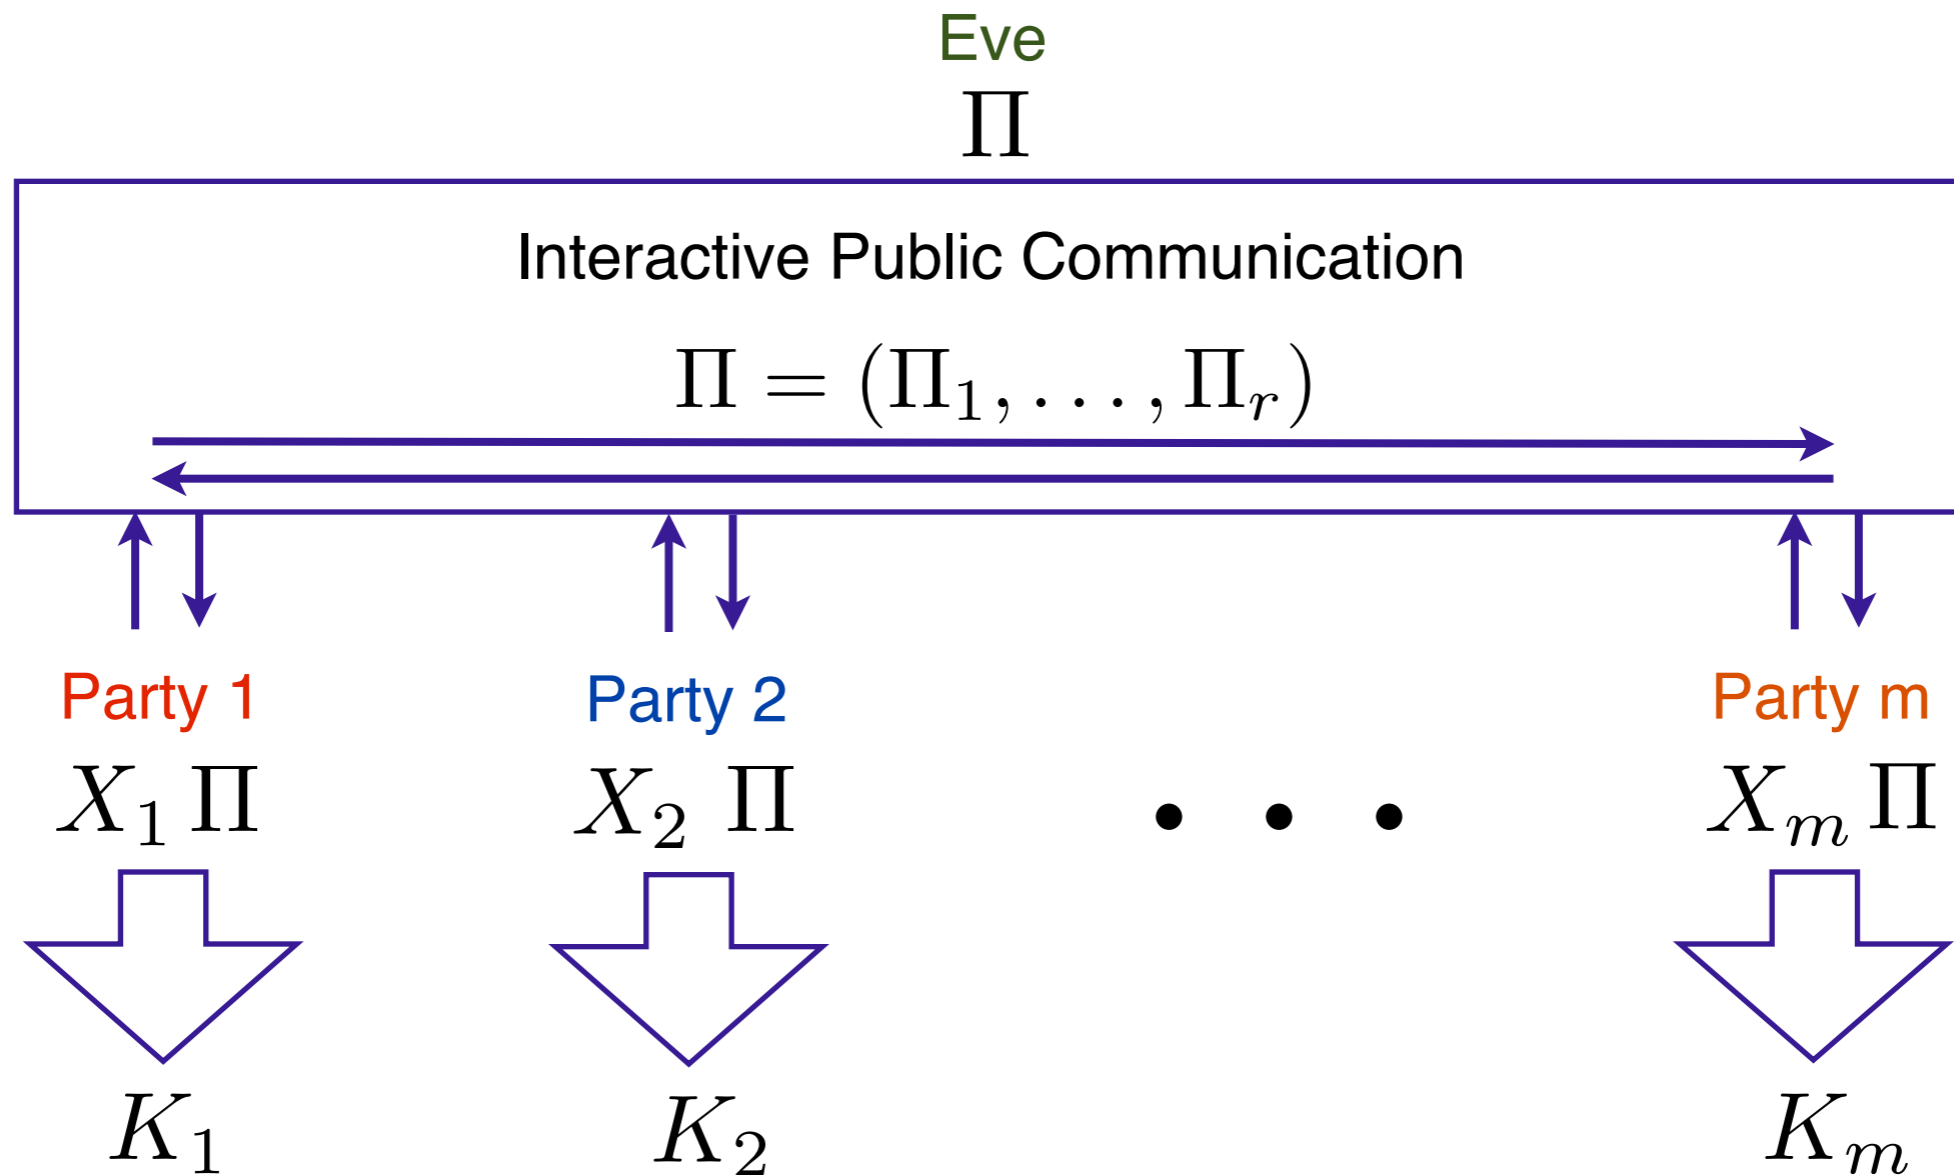 Eve
Π
Interactive Public Communication
Π = (Π₁, . . . , Πᵣ)
Party 1 Party 2 Party m
X₁ Π X₂ Π • • • Xₘ Π
K₁ K₂ Kₘ